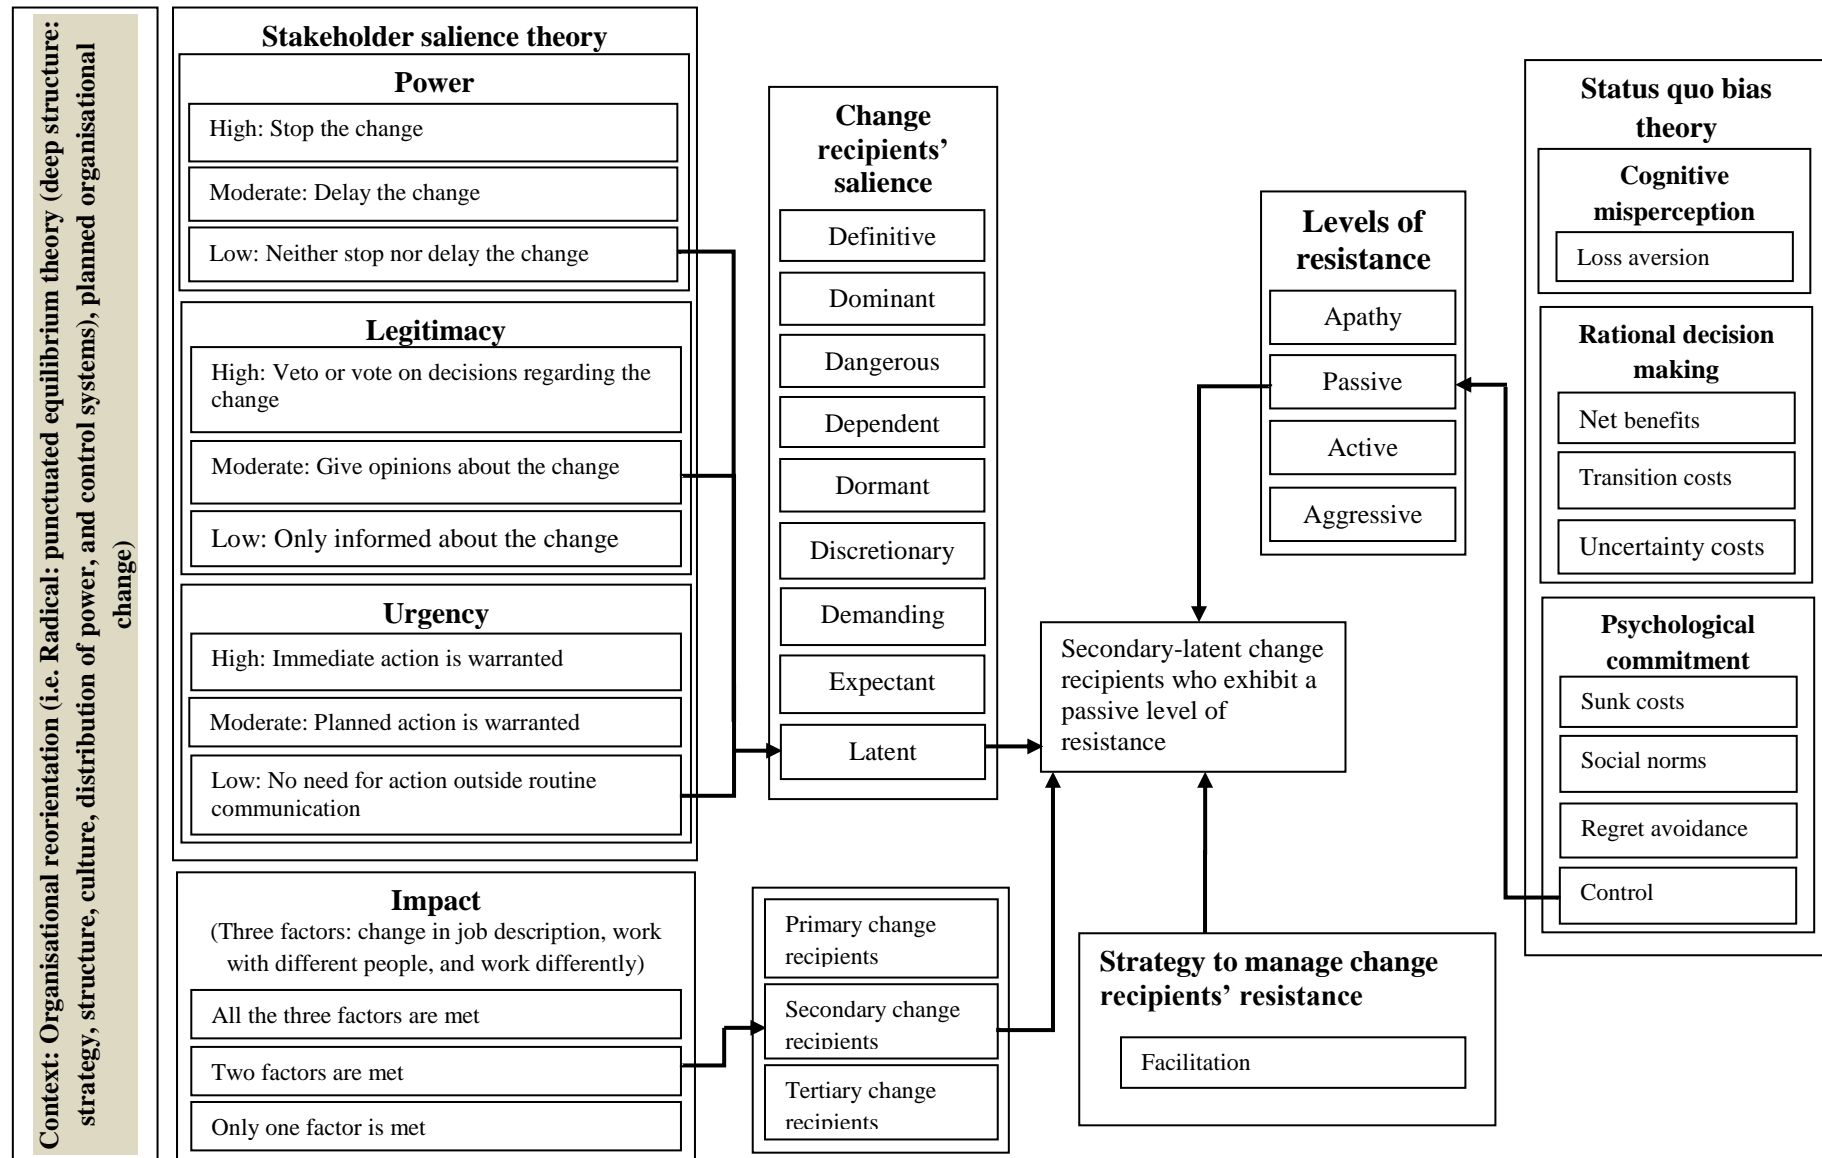 Context: Organisational reorientation (i.e. Radical: punctuated equilibrium theory (deep structure:
strategy, structure, culture, distribution of power, and control systems), planned organisational
change)
Stakeholder salience theory
Power
High: Stop the change
Moderate: Delay the change
Low: Neither stop nor delay the change
Legitimacy
High: Veto or vote on decisions regarding the
change
Moderate: Give opinions about the change
Low: Only informed about the change
Urgency
High: Immediate action is warranted
Moderate: Planned action is warranted
Low: No need for action outside routine
communication
Impact
(Three factors: change in job description, work
with different people, and work differently)
All the three factors are met
Two factors are met
Only one factor is met
Change
recipients’
salience
Definitive
Dominant
Dangerous
Dependent
Dormant
Discretionary
Demanding
Expectant
Latent
Primary change
recipients
Secondary change
recipients
Tertiary change
recipients
Secondary-latent change
recipients who exhibit a
passive level of
resistance
Strategy to manage change
recipients’ resistance
Facilitation
Levels of
resistance
Apathy
Passive
Active
Aggressive
Status quo bias
theory
Cognitive
misperception
Loss aversion
Rational decision
making
Net benefits
Transition costs
Uncertainty costs
Psychological
commitment
Sunk costs
Social norms
Regret avoidance
Control